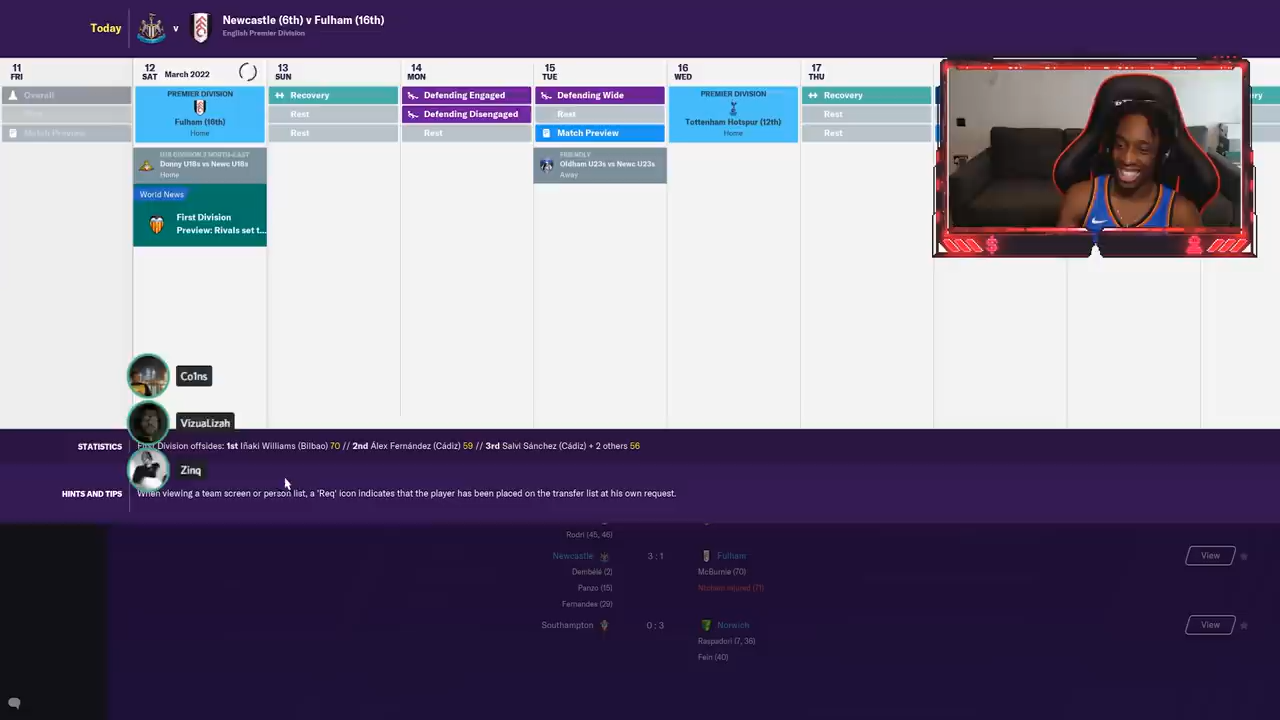 Today
v
Newcastle (6th) v Fulham (16th)
English Premier Division
11
FRI
12
SAT
March 2022
13
SUN
14
MON
15
TUE
16
WED
17
THU
Overall
Match Preview
PREMIER DIVISION
Fulham (16th)
Home
Recovery
Rest
Rest
Defending Engaged
Defending Disengaged
Rest
Defending Wide
Rest
Match Preview
PREMIER DIVISION
Tottenham Hotspur (12th)
Home
Recovery
Rest
Rest
Donny U18s vs Newc U18s
Home
FRIENDLY
Oldham U23s vs Newc U23s
Away
World News
First Division
Preview: Rivals set t...
Co1ns
VizuaLizah
STATISTICS
First Division offsides: 1st Iñaki Williams (Bilbao) 70 // 2nd Álex Fernández (Cádiz) 59 // 3rd Salvi Sánchez (Cádiz) + 2 others 56
Zinq
HINTS AND TIPS
When viewing a team screen or person list, a 'Req' icon indicates that the player has been placed on the transfer list at his own request.
Rodri (45, 46)
Newcastle 3 : 1 Fulham
View
Dembélé (2)
McBurnie (70)
Panzo (15)
injured (71)
Fernandes (29)
Southampton 0 : 3 Norwich
View
Raspadori (7, 36)
Fein (40)